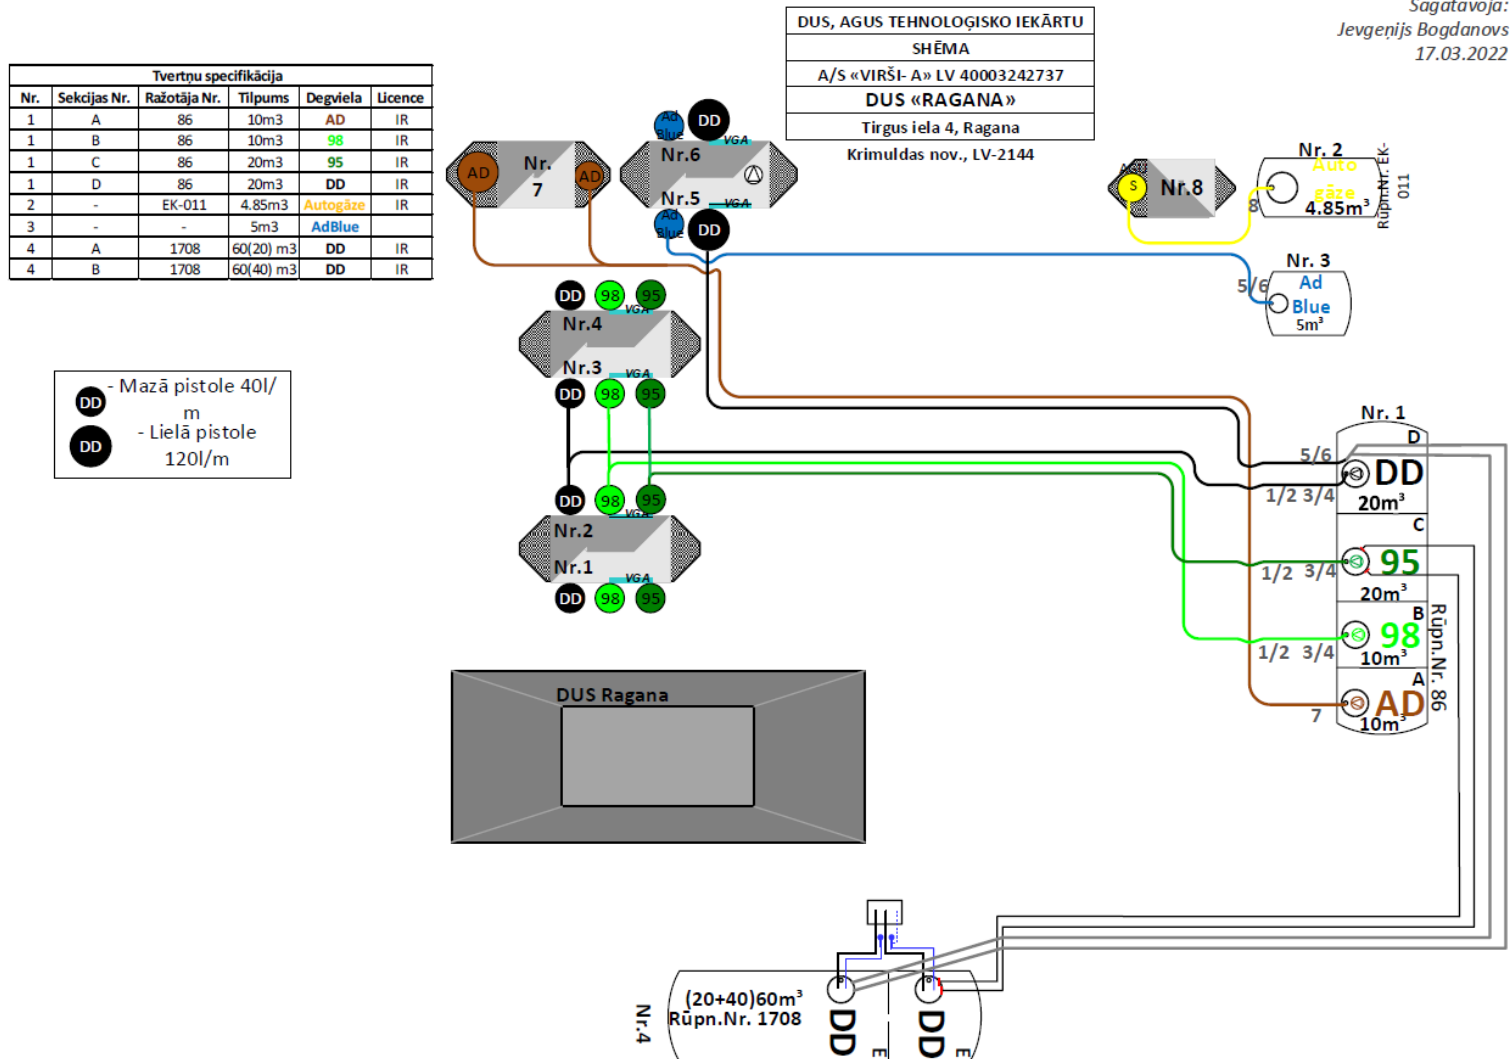 Sagatavoja:
Jevgeņijs Bogdanovs
17.03.2022
DUS, AGUS TEHNOLOĢISKO IEKĀRTU
SHĒMA
A/S «VIRŠI- A» LV 40003242737
DUS «RAGANA»
Tirgus iela 4, Ragana
Krimuldas nov., LV-2144
Tvertņu specifikācija
Nr. Sekcijas Nr. Ražotāja Nr. Tilpums Degviela Licence
1 A 86 10m3 AD IR
1 B 86 10m3 98 IR
1 C 86 20m3 95 IR
1 D 86 20m3 DD IR
2 - EK-011 4.85m3 Autogāze IR
3 - - 5m3 AdBlue
4 A 1708 60(20) m3 DD IR
4 B 1708 60(40) m3 DD IR
DD - Mazā pistole 40l/
m
DD - Lielā pistole
120l/m
AD Nr.
7 AD
Ad
Blue DD
VGA
Nr.6
Nr.5
VGA
Ad
Blue DD
S Nr.8
Nr. 2
Auto
gāze
4.85m³
8
Rūpn.Nr. EK-
011
Nr. 3
Ad
Blue
5m³
5/6
DD 98 95
VGA
Nr.4
Nr.3
VGA
DD 98 95
DD 98 95
VGA
Nr.2
Nr.1
VGA
DD 98 95
Nr. 1
D
5/6
DD
1/2 3/4
20m³
C
95
1/2 3/4
20m³
B
98
1/2 3/4
10m³
A
AD
7
10m³
Rūpn.Nr. 86
DUS Ragana
Nr.4
(20+40)60m³
Rūpn.Nr. 1708
DD
DD